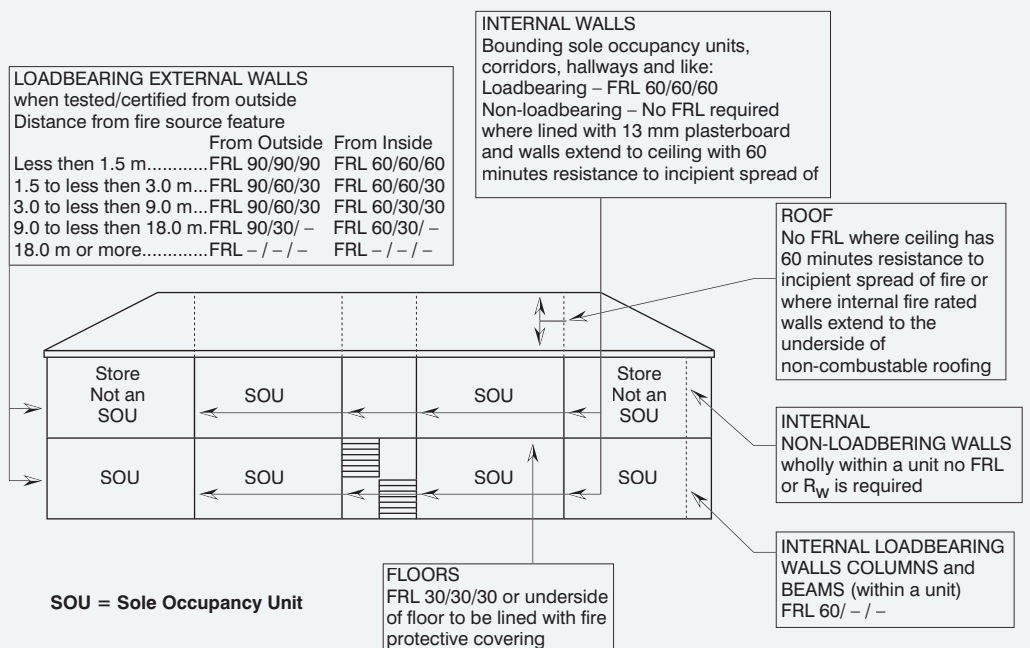 INTERNAL WALLS
Bounding sole occupancy units,
corridors, hallways and like:
Loadbearing – FRL 60/60/60
Non-loadbearing – No FRL required
where lined with 13 mm plasterboard
and walls extend to ceiling with 60
minutes resistance to incipient spread of
LOADBEARING EXTERNAL WALLS
when tested/certified from outside
Distance from fire source feature
From Outside From Inside
Less then 1.5 m............FRL 90/90/90 FRL 60/60/60
1.5 to less then 3.0 m...FRL 90/60/30 FRL 60/60/30
3.0 to less then 9.0 m...FRL 90/60/30 FRL 60/30/30
9.0 to less then 18.0 m.FRL 90/30/ – FRL 60/30/ –
18.0 m or more.............FRL – / – / – FRL – / – / –
ROOF
No FRL where ceiling has
60 minutes resistance to
incipient spread of fire or
where internal fire rated
walls extend to the
underside of
non-combustable roofing
Store
Not an
SOU
SOU
SOU
Store
Not an
SOU
SOU
SOU
SOU
SOU
INTERNAL
NON-LOADBERING WALLS
wholly within a unit no FRL
or RW is required
INTERNAL LOADBEARING
WALLS COLUMNS and
BEAMS (within a unit)
FRL 60/ – / –
FLOORS
FRL 30/30/30 or underside
of floor to be lined with fire
protective covering
SOU = Sole Occupancy Unit